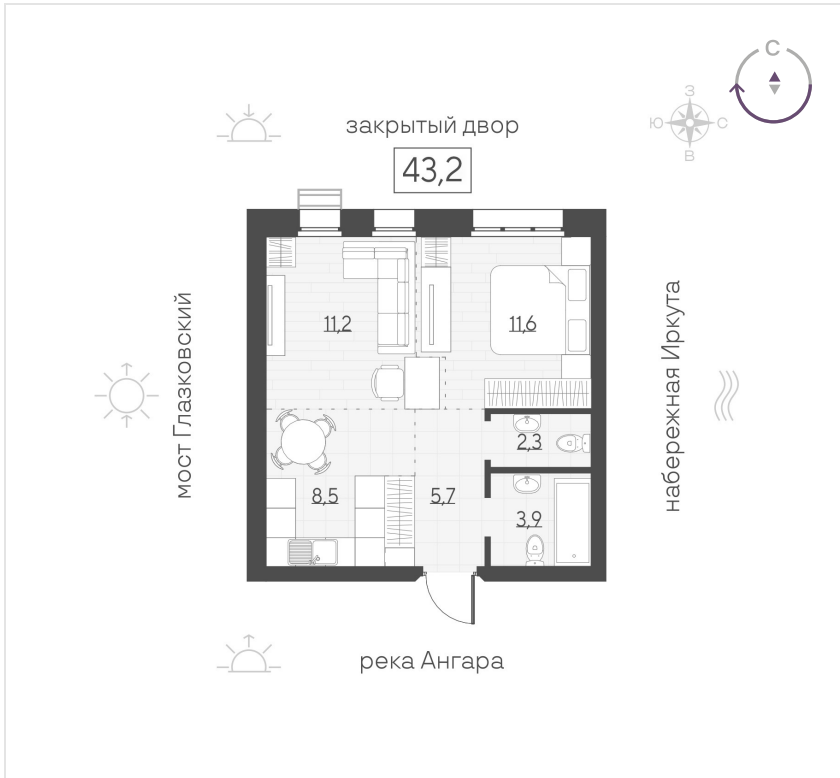 С
З
Ю С
В
закрытый двор
43,2
мост Глазковский
набережная Иркута
11,2
11,6
2,3
8,5
5,7
3,9
река Ангара